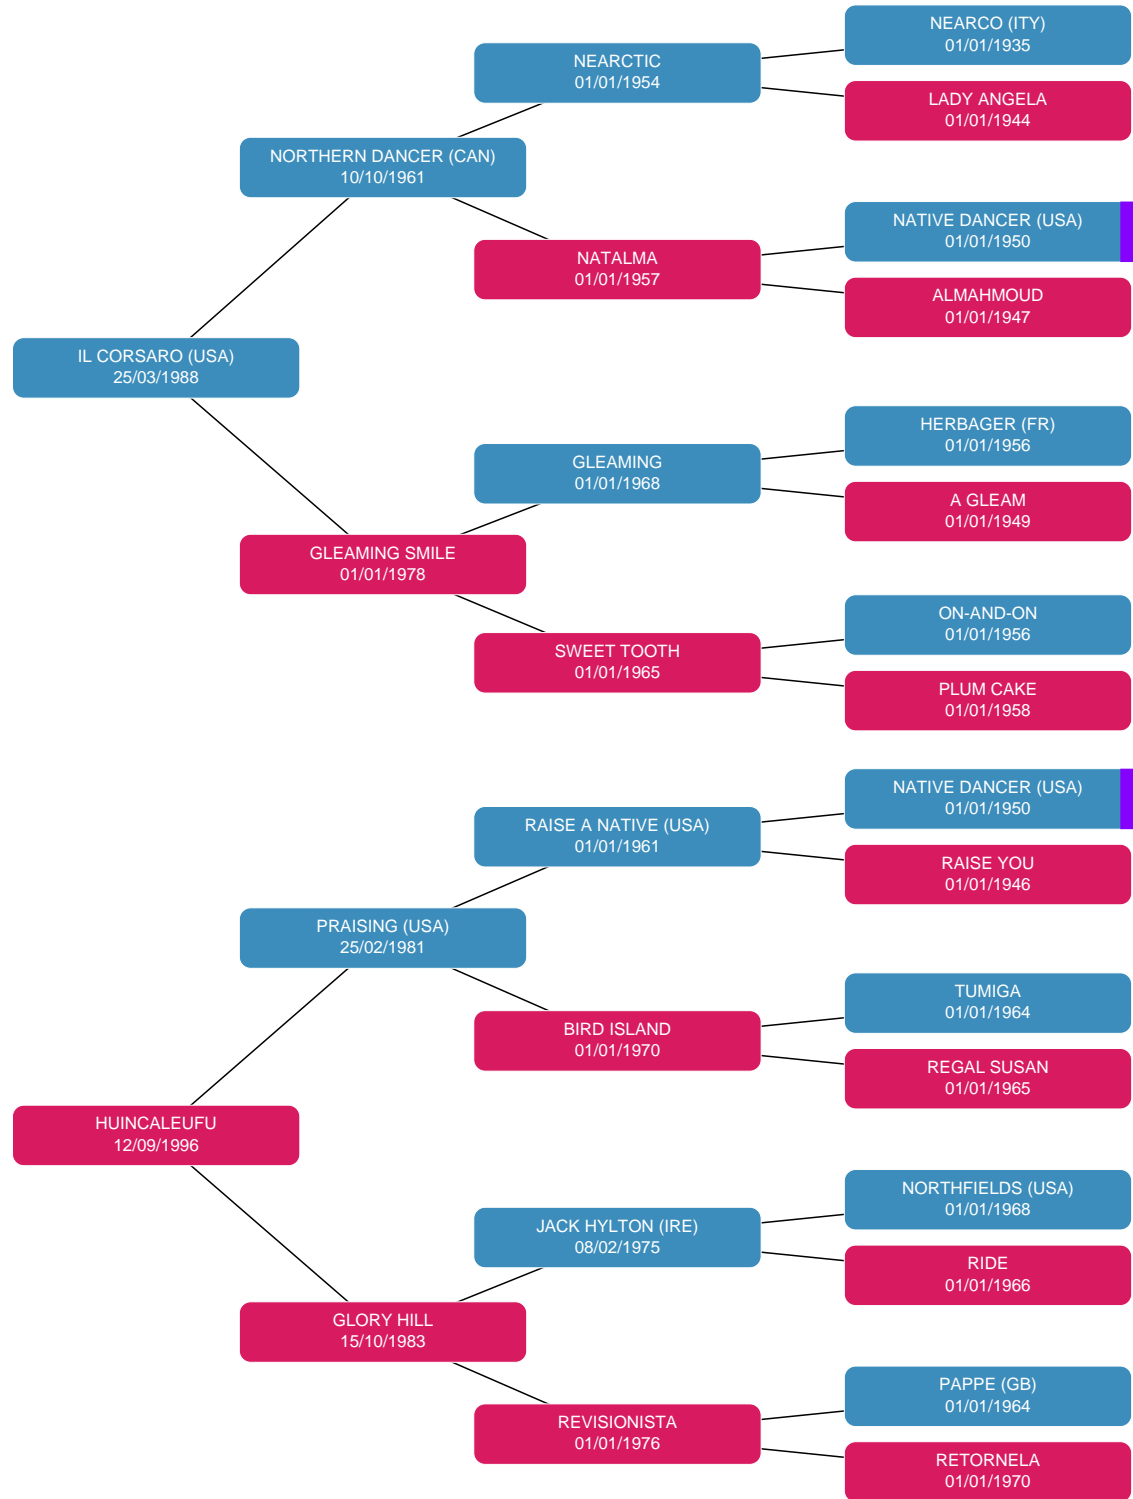 NEARCO (ITY)
01/01/1935
NEARCTIC
01/01/1954
LADY ANGELA
01/01/1944
NORTHERN DANCER (CAN)
10/10/1961
NATIVE DANCER (USA)
01/01/1950
NATALMA
01/01/1957
ALMAHMOUD
01/01/1947
IL CORSARO (USA)
25/03/1988
HERBAGER (FR)
01/01/1956
GLEAMING
01/01/1968
A GLEAM
01/01/1949
GLEAMING SMILE
01/01/1978
ON-AND-ON
01/01/1956
SWEET TOOTH
01/01/1965
PLUM CAKE
01/01/1958
NATIVE DANCER (USA)
01/01/1950
RAISE A NATIVE (USA)
01/01/1961
RAISE YOU
01/01/1946
PRAISING (USA)
25/02/1981
TUMIGA
01/01/1964
BIRD ISLAND
01/01/1970
REGAL SUSAN
01/01/1965
HUINCALEUFU
12/09/1996
NORTHFIELDS (USA)
01/01/1968
JACK HYLTON (IRE)
08/02/1975
RIDE
01/01/1966
GLORY HILL
15/10/1983
PAPPE (GB)
01/01/1964
REVISIONISTA
01/01/1976
RETORNELA
01/01/1970